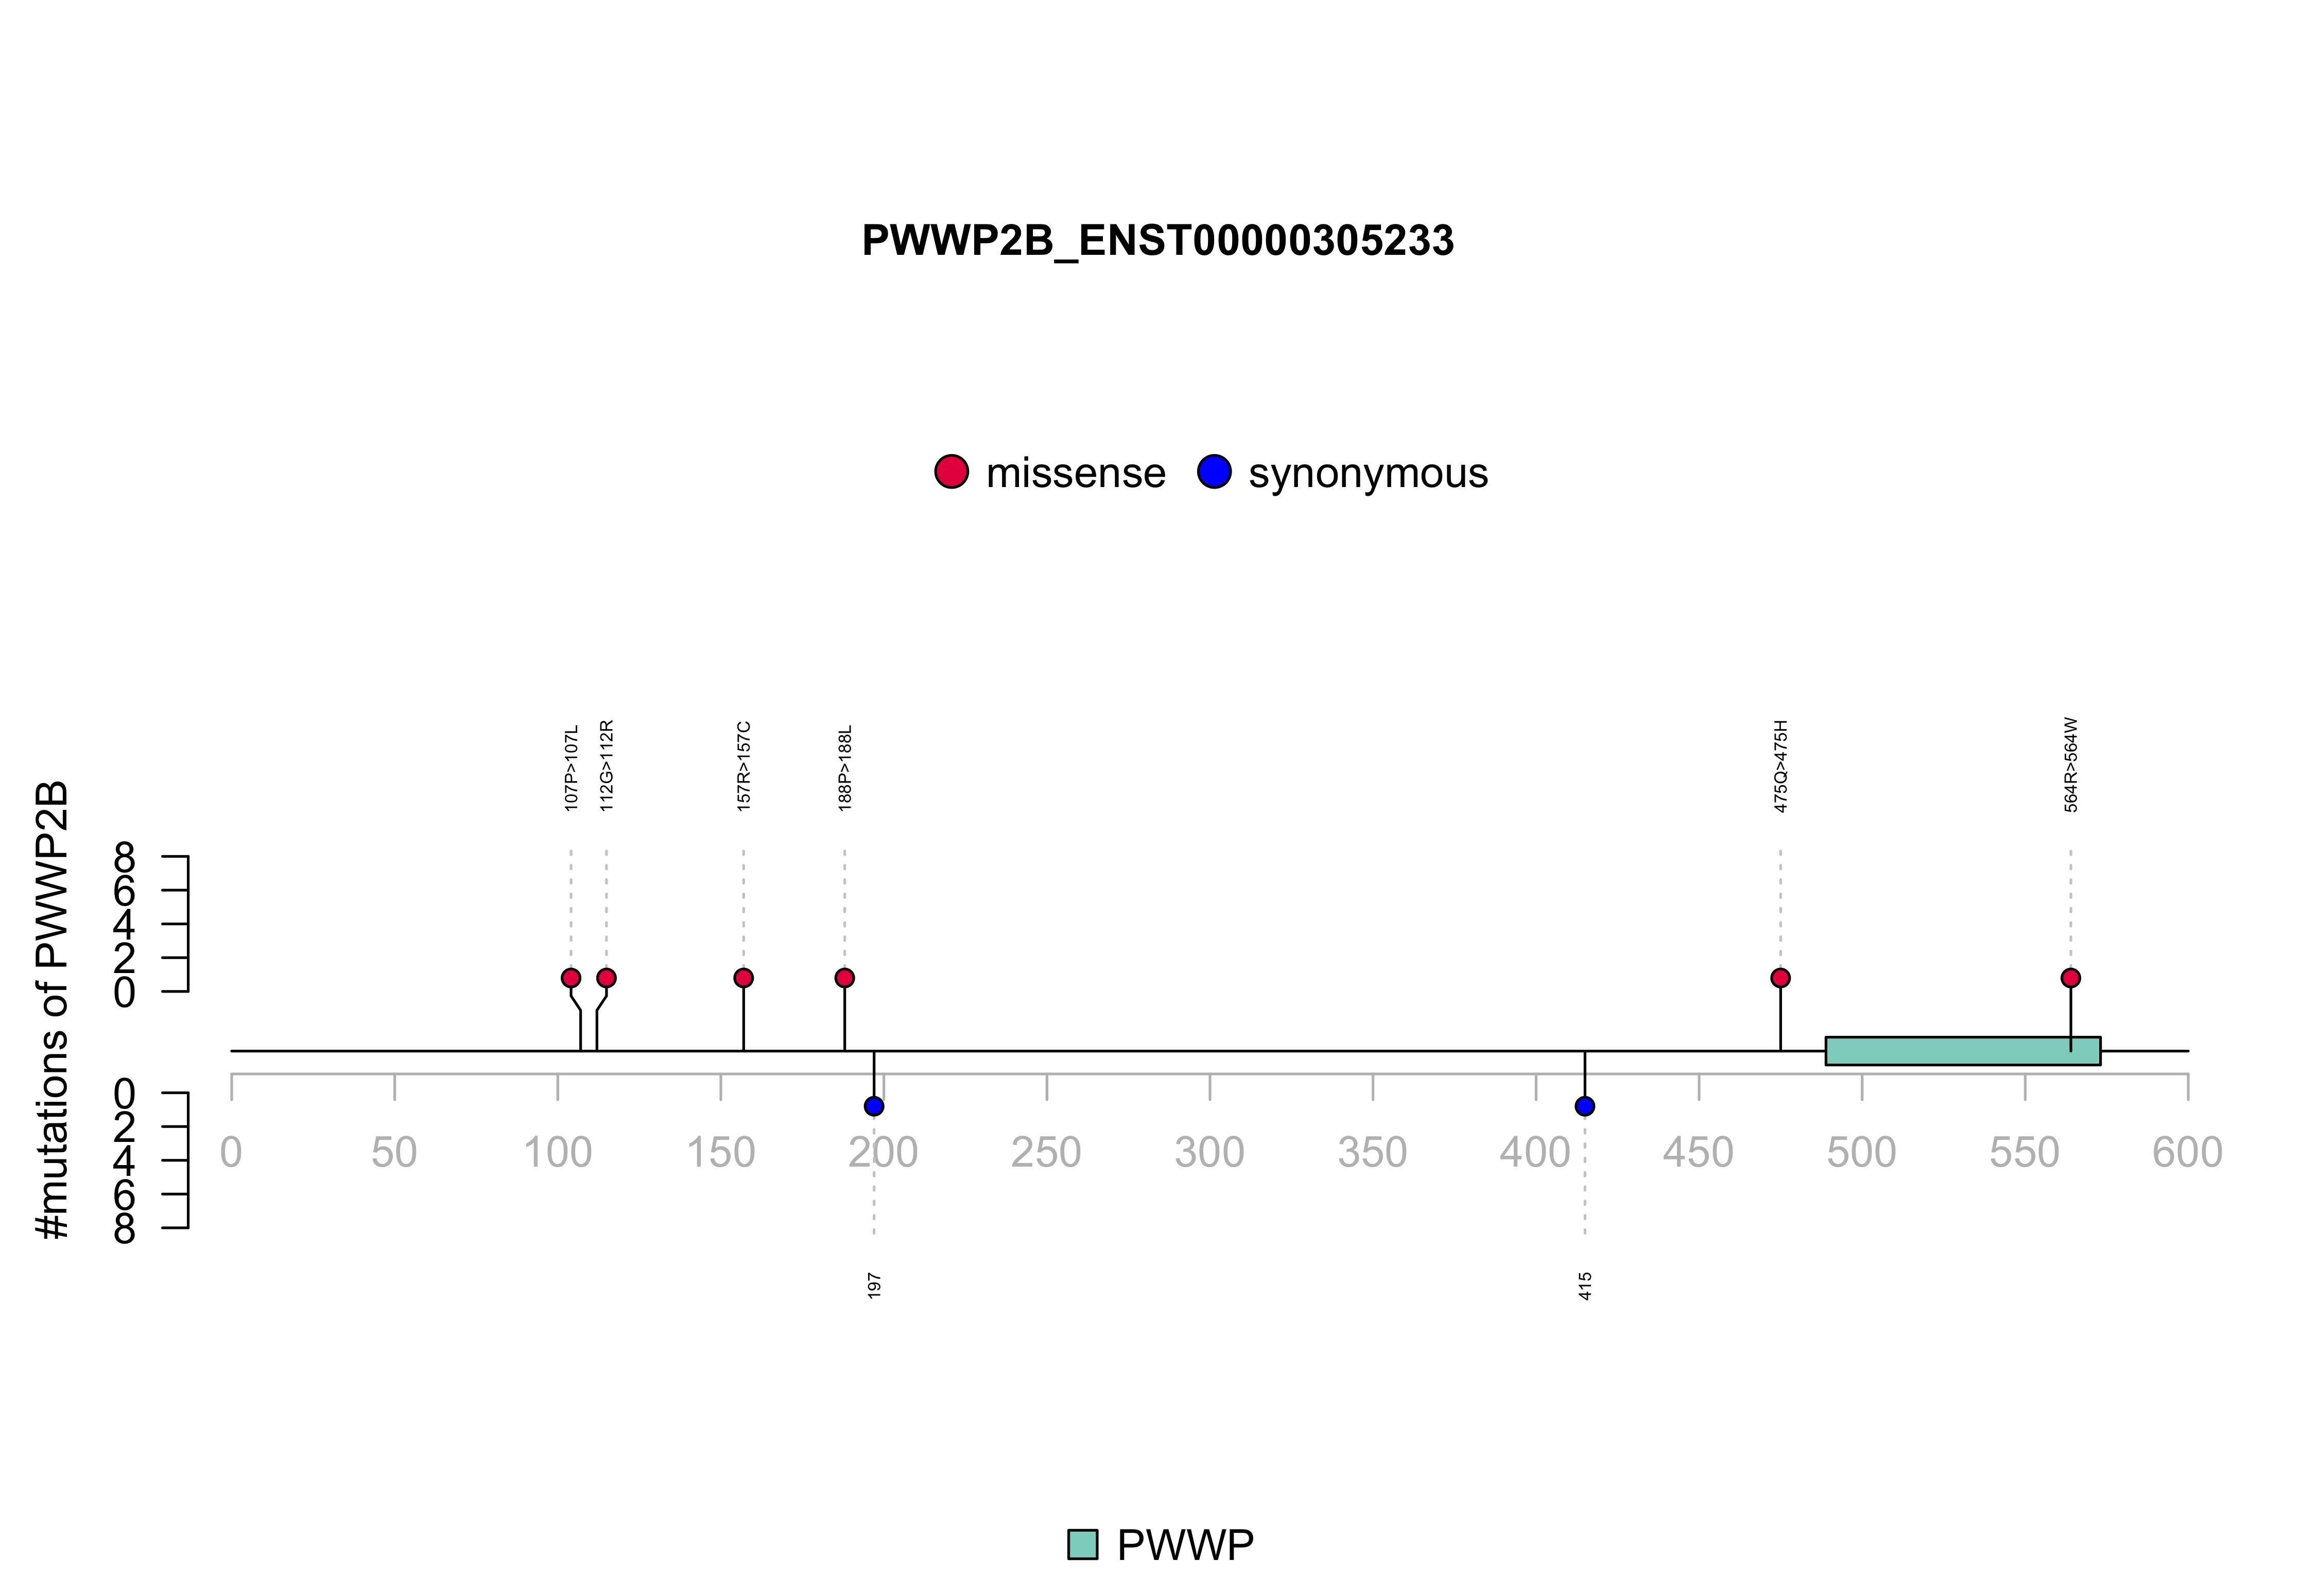 PWWP2B_ENST00000305233
missense synonymous
107P>107L
112G>112R
157R>157C
188P>188L
475Q>475H
564R>564W
#mutations of PWWP2B
8
6
4
2
0
0
2
4
6
8
0 50 100 150 200 250 300 350 400 450 500 550 600
197
415
PWWP